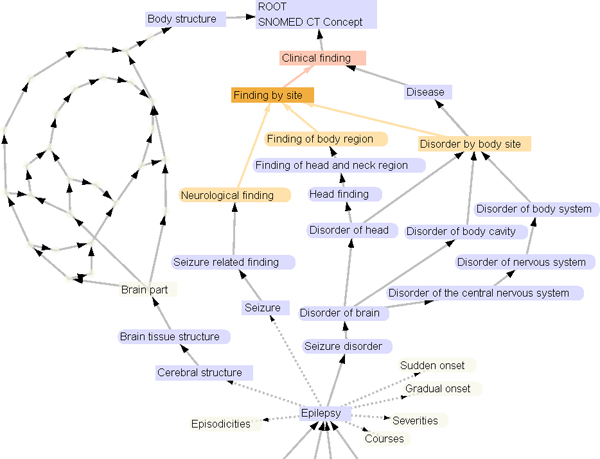 ROOT
Body structure
SNOMED CT Concept
Clinical finding
Finding by site
Disease
Finding of body region
Disorder by body site
Finding of head and neck region
Neurological finding
Head finding
Disorder of body system
Disorder of head
Disorder of body cavity
Seizure related finding
Disorder of nervous system
Brain part
Disorder of the central nervous system
Seizure
Disorder of brain
Brain tissue structure
Seizure disorder
Sudden onset
Cerebral structure
Gradual onset
Epilepsy
Episodicities
Severities
Courses